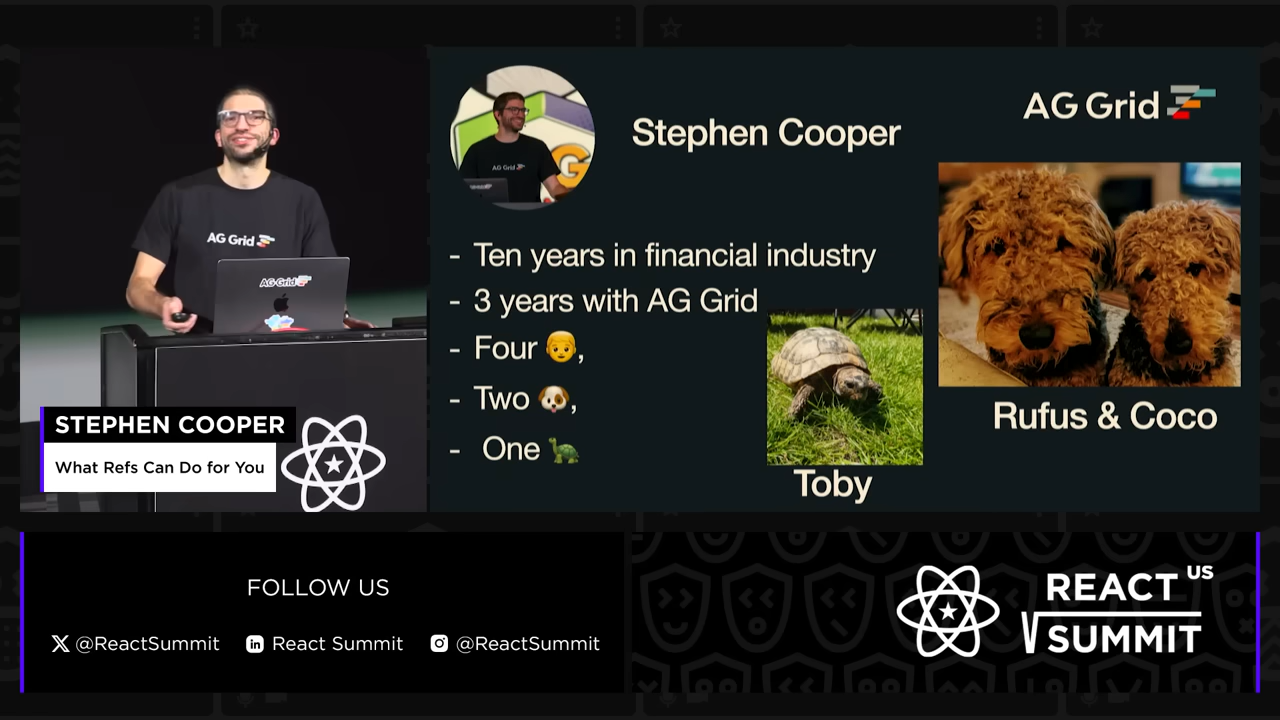 AG Grid
AG Grid
STEPHEN COOPER
What Refs Can Do for You
AG Grid
Stephen Cooper
AG Grid
- Ten years in financial industry
- 3 years with AG Grid
- Four 👨,
- Two 🐶,
- One 🐢
Toby
Rufus & Coco
FOLLOW US
@ReactSummit
React Summit
@ReactSummit
REACT US
SUMMIT